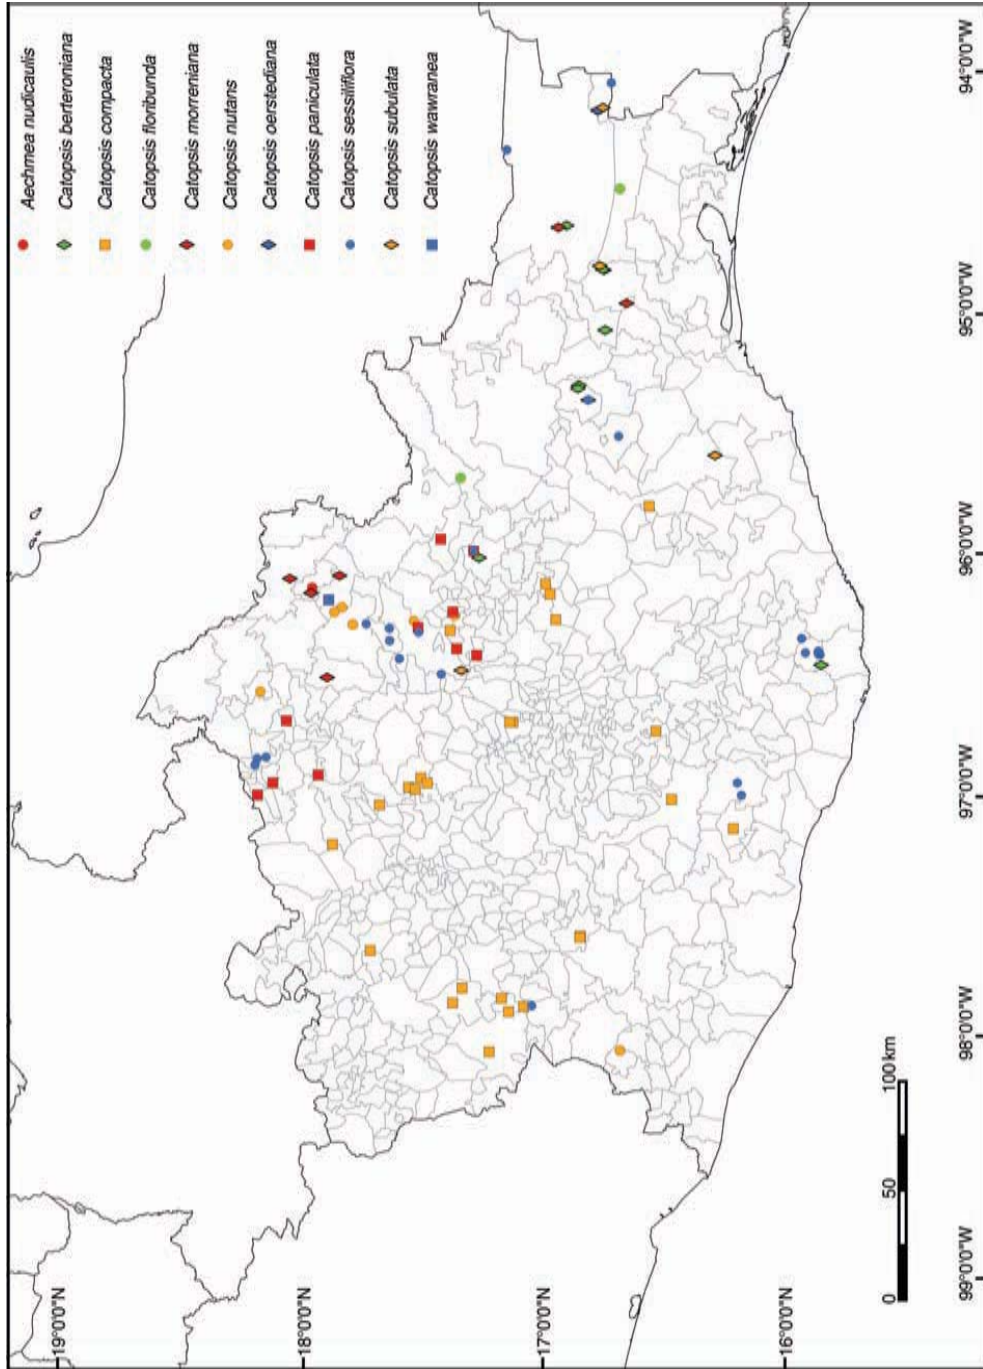 Aechmea nudicaulis
Catopsis berteroniana
Catopsis compacta
Catopsis floribunda
Catopsis morreniana
Catopsis nutans
Catopsis oerstediana
Catopsis paniculata
Catopsis sessiliflora
Catopsis subulata
Catopsis wawranea
19°0'0"N
18°0'0"N
17°0'0"N
16°0'0"N
0 50 100 km
99°0'0"W 98°0'0"W 97°0'0"W 96°0'0"W 95°0'0"W 94°0'0"W